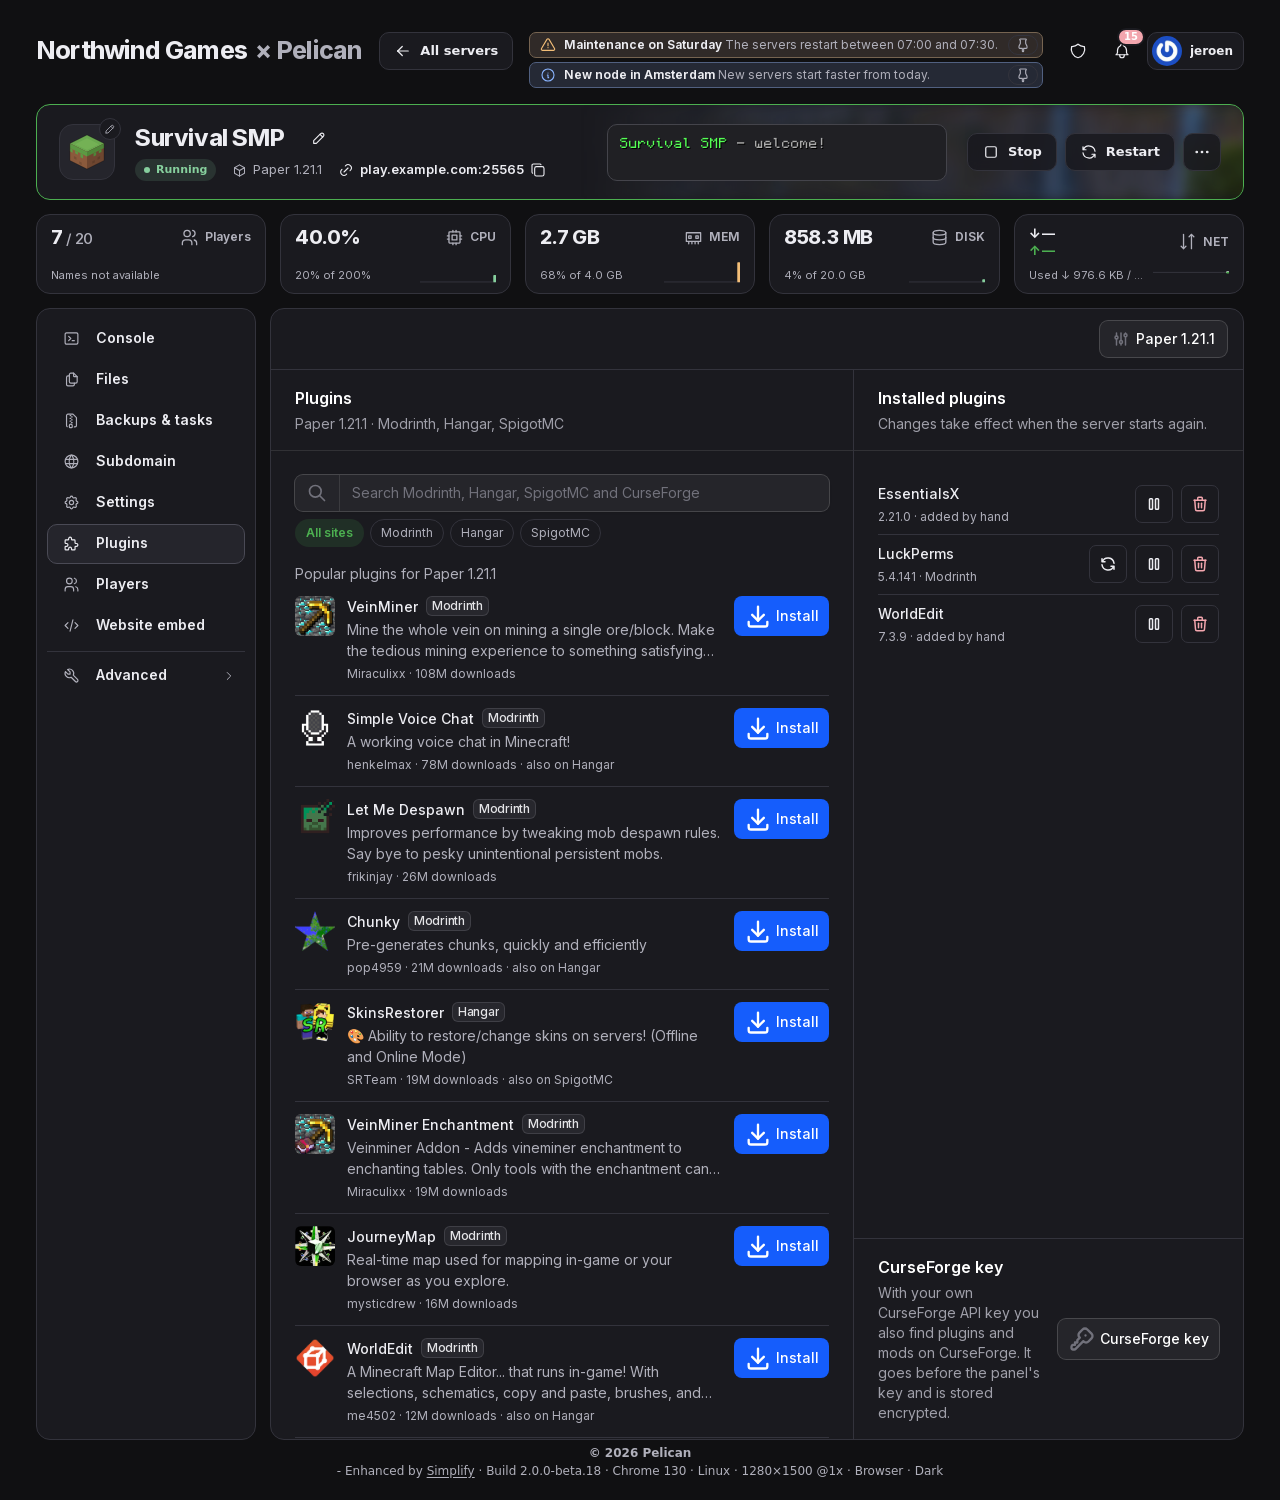 Northwind Games × Pelican
All servers
Maintenance on Saturday The servers restart between 07:00 and 07:30.
New node in Amsterdam New servers start faster from today.
15
jeroen
Survival SMP
Running
Paper 1.21.1
play.example.com:25565
Survival SMP – welcome!
Stop
Restart
7 / 20
Players
Names not available
40.0%
CPU
20% of 200%
2.7 GB
MEM
68% of 4.0 GB
858.3 MB
DISK
4% of 20.0 GB
↓—
↑—
NET
Used ↓ 976.6 KB / ...
Console
Files
Backups & tasks
Subdomain
Settings
Plugins
Players
Website embed
Advanced
Paper 1.21.1
Plugins
Paper 1.21.1 · Modrinth, Hangar, SpigotMC
Search Modrinth, Hangar, SpigotMC and CurseForge
All sites
Modrinth
Hangar
SpigotMC
Popular plugins for Paper 1.21.1
VeinMiner Modrinth
Install
Mine the whole vein on mining a single ore/block. Make
the tedious mining experience to something satisfying...
Miraculixx · 108M downloads
Simple Voice Chat Modrinth
Install
A working voice chat in Minecraft!
henkelmax · 78M downloads · also on Hangar
Let Me Despawn Modrinth
Install
Improves performance by tweaking mob despawn rules.
Say bye to pesky unintentional persistent mobs.
frikinjay · 26M downloads
Chunky Modrinth
Install
Pre-generates chunks, quickly and efficiently
pop4959 · 21M downloads · also on Hangar
SR
SkinsRestorer Hangar
Install
🎨 Ability to restore/change skins on servers! (Offline
and Online Mode)
SRTeam · 19M downloads · also on SpigotMC
VeinMiner Enchantment Modrinth
Install
Veinminer Addon - Adds vineminer enchantment to
enchanting tables. Only tools with the enchantment can...
Miraculixx · 19M downloads
JourneyMap Modrinth
Install
Real-time map used for mapping in-game or your
browser as you explore.
mysticdrew · 16M downloads
WorldEdit Modrinth
Install
A Minecraft Map Editor... that runs in-game! With
selections, schematics, copy and paste, brushes, and...
me4502 · 12M downloads · also on Hangar
Installed plugins
Changes take effect when the server starts again.
EssentialsX
2.21.0 · added by hand
LuckPerms
5.4.141 · Modrinth
WorldEdit
7.3.9 · added by hand
CurseForge key
With your own
CurseForge API key you
also find plugins and
mods on CurseForge. It
goes before the panel's
key and is stored
encrypted.
CurseForge key
© 2026 Pelican
- Enhanced by Simplify · Build 2.0.0-beta.18 · Chrome 130 · Linux · 1280×1500 @1x · Browser · Dark